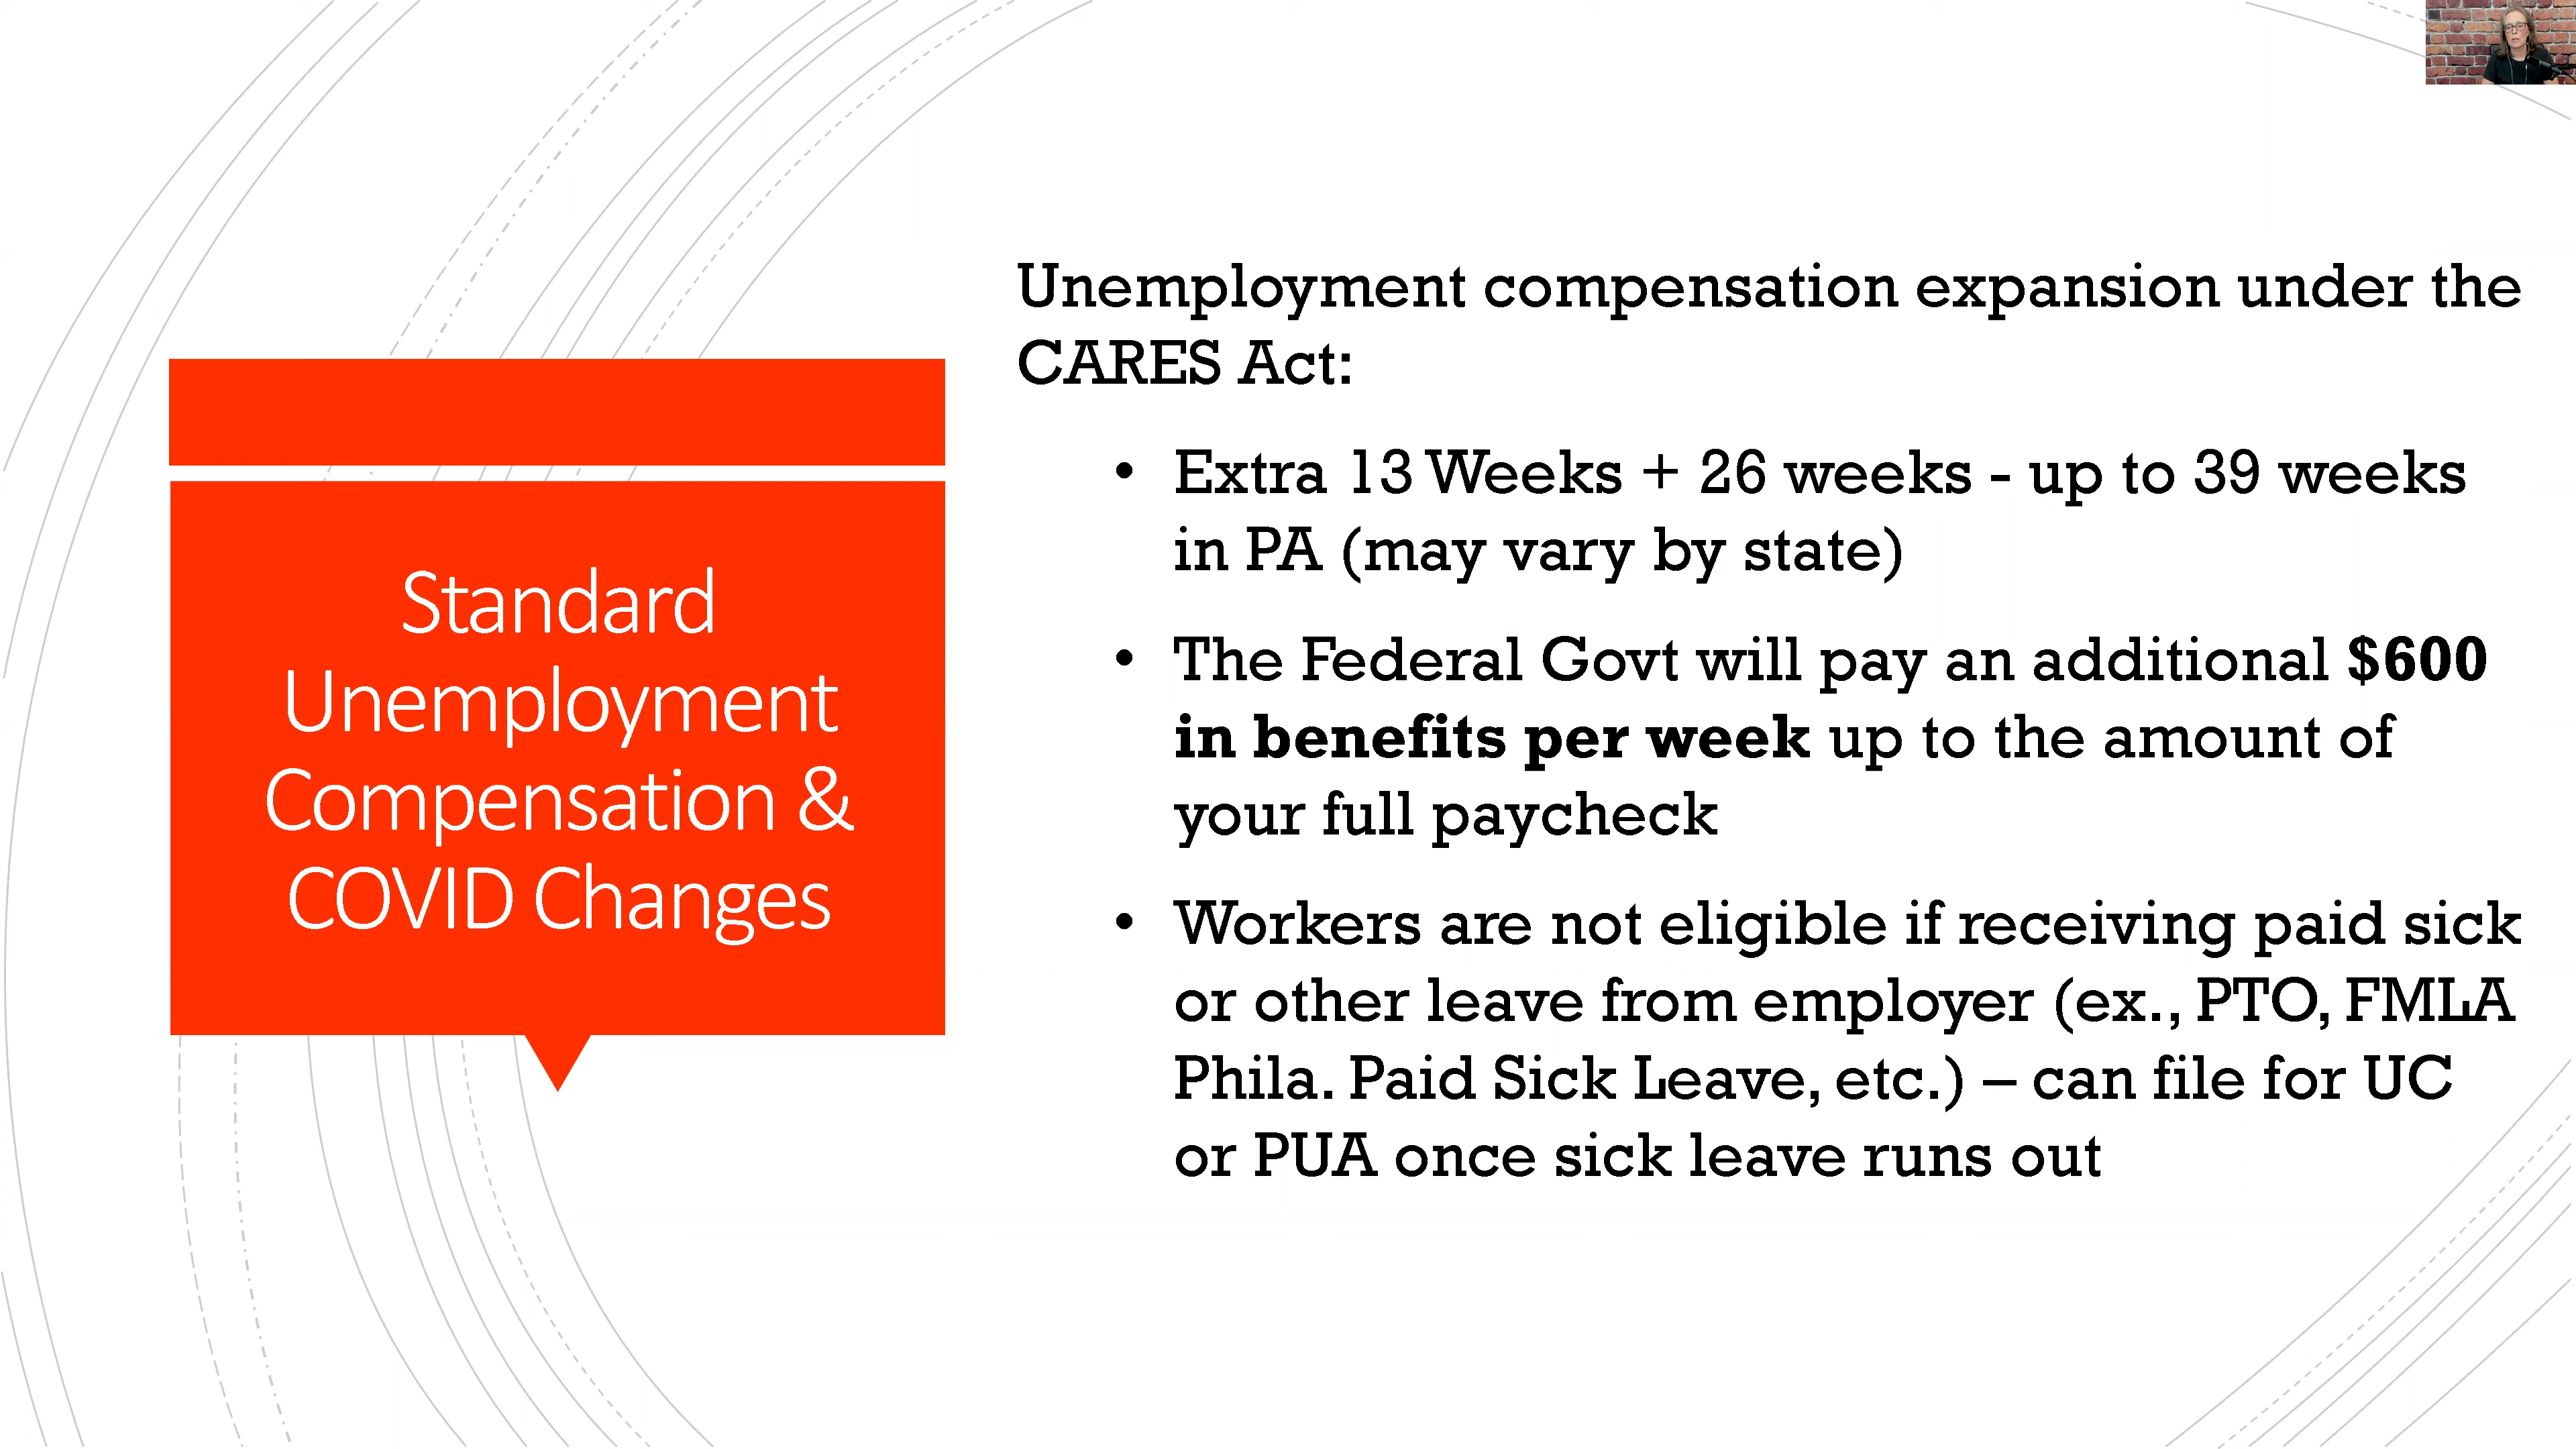 Standard
Unemployment
Compensation &
COVID Changes
Unemployment compensation expansion under the
CARES Act:
• Extra 13 Weeks + 26 weeks - up to 39 weeks
in PA (may vary by state)
• The Federal Govt will pay an additional $600
in benefits per week up to the amount of
your full paycheck
• Workers are not eligible if receiving paid sick
or other leave from employer (ex., PTO, FMLA
Phila. Paid Sick Leave, etc.) – can file for UC
or PUA once sick leave runs out